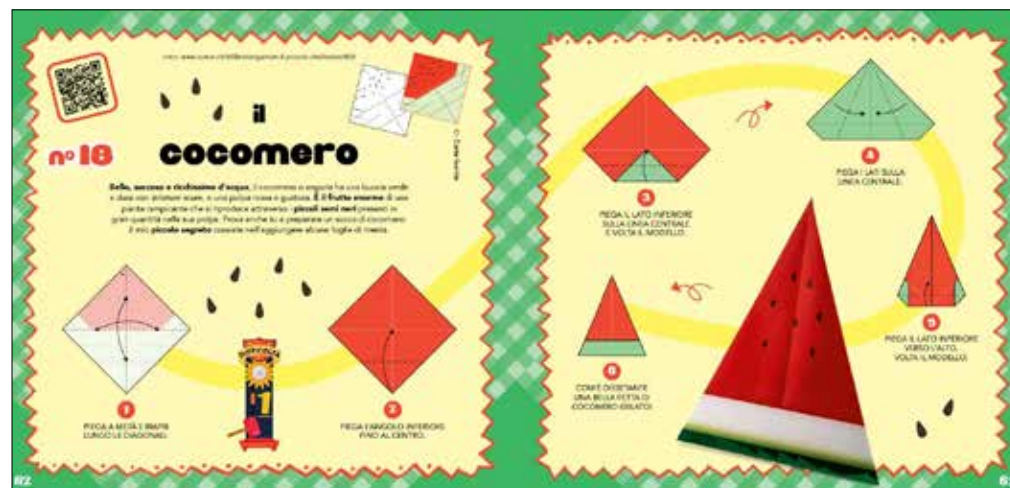 il
nº 18
cocomero
Bello, succoso e ricchissimo d'acqua, il cocomero o anguria ha una buccia verde
e dura con striature scure, e una polpa rossa e gustosa. È il frutto enorme di una
pianta rampicante che si riproduce attraverso i piccoli semi neri presenti in
gran quantità nella sua polpa. Prova anche tu a preparare un succo di cocomero:
il mio piccolo segreto consiste nell'aggiungere alcune foglie di menta.
1
PIEGA A METÀ E RIAPRI
LUNGO LE DIAGONALI.
2
PIEGA L'ANGOLO INFERIORE
FINO AL CENTRO.
82
3
PIEGA IL LATO INFERIORE
SULLA LINEA CENTRALE
E VOLTA IL MODELLO.
4
PIEGA I LATI SULLA
LINEA CENTRALE.
5
PIEGA IL LATO INFERIORE
VERSO L'ALTO.
VOLTA IL MODELLO.
6
COM'È DISSETANTE
UNA BELLA FETTA DI
COCOMERO GELATO!